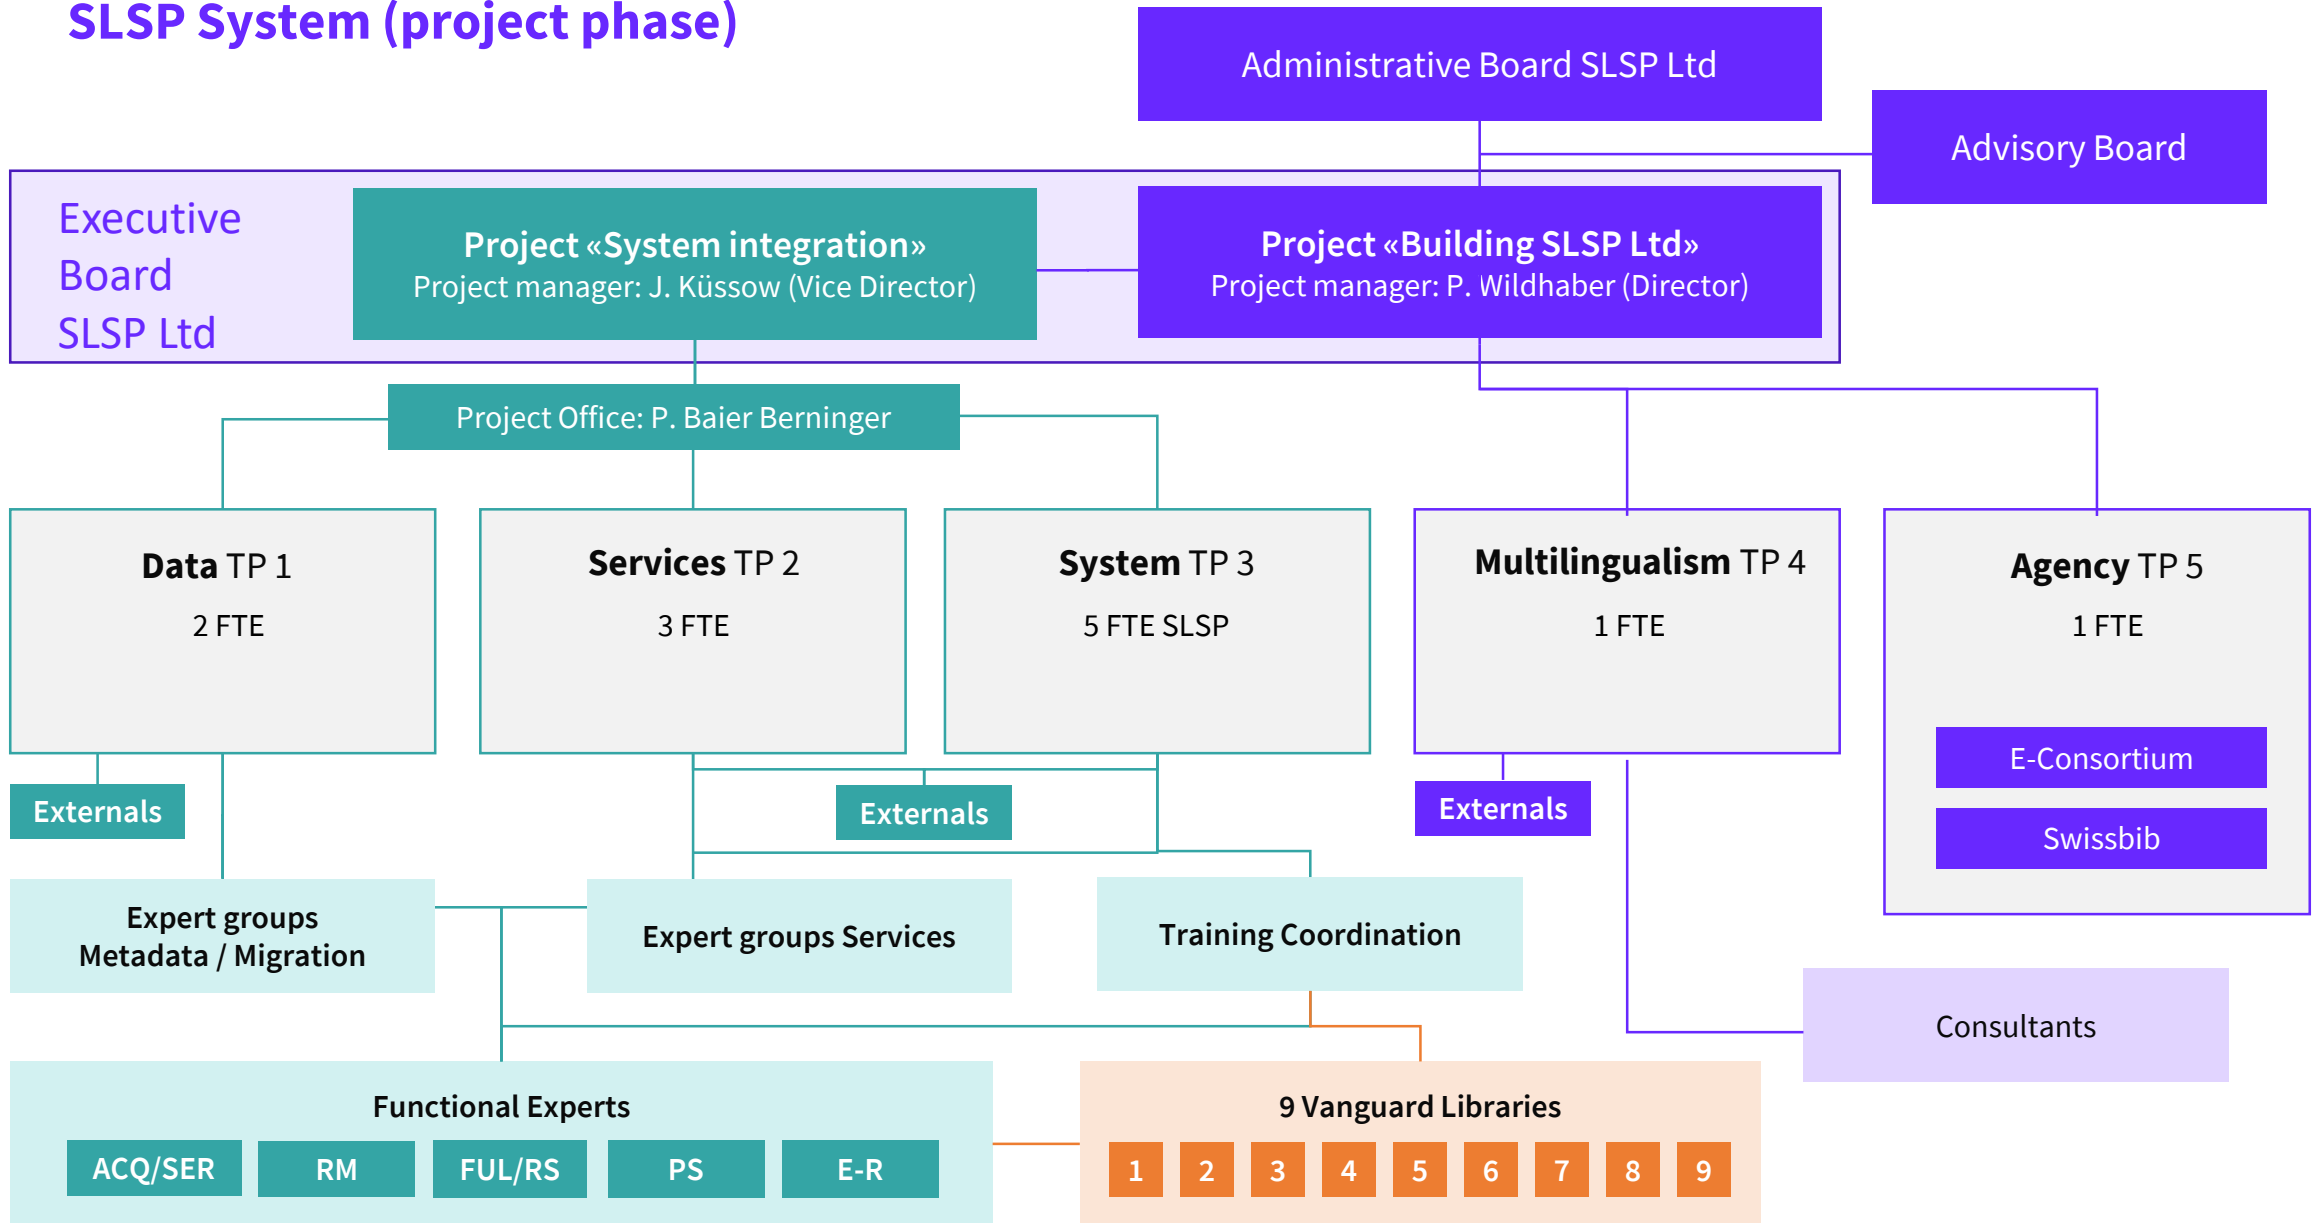 SLSP System (project phase)
Administrative Board SLSP Ltd
Advisory Board
Executive
Board
SLSP Ltd
Project «System integration»
Project manager: J. Küssow (Vice Director)
Project «Building SLSP Ltd»
Project manager: P. Wildhaber (Director)
Project Office: P. Baier Berninger
Data TP 1
2 FTE
Services TP 2
3 FTE
System TP 3
5 FTE SLSP
Multilingualism TP 4
1 FTE
Agency TP 5
1 FTE
E-Consortium
Swissbib
Externals
Externals
Externals
Expert groups
Metadata / Migration
Expert groups Services
Training Coordination
Consultants
Functional Experts
ACQ/SER
RM
FUL/RS
PS
E-R
9 Vanguard Libraries
1
2
3
4
5
6
7
8
9